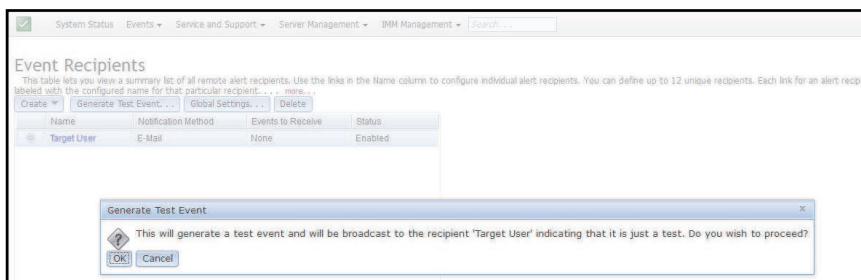 System Status Events Service and Support Server Management IMM Management Search...
Event Recipients
This table lets you view a summary list of all remote alert recipients. Use the links in the Name column to configure individual alert recipients. You can define up to 12 unique recipients. Each link for an alert recip
labeled with the configured name for that particular recipient. . . . more. . .
Create Generate Test Event. . . Global Settings. . . Delete
Name Notification Method Events to Receive Status
Target User E-Mail None Enabled
Generate Test Event x
This will generate a test event and will be broadcast to the recipient 'Target User' indicating that it is just a test. Do you wish to proceed?
OK Cancel